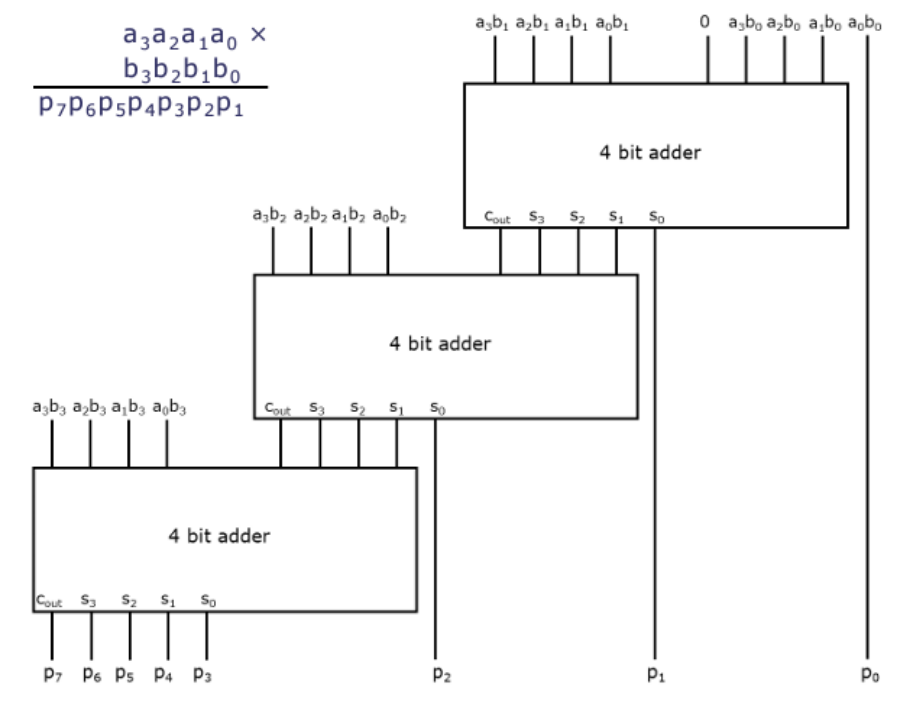 a₃a₂a₁a₀ ×
b₃b₂b₁b₀
p₇p₆p₅p₄p₃p₂p₁
a₃b₁ a₂b₁ a₁b₁ a₀b₁ 0 a₃b₀ a₂b₀ a₁b₀ a₀b₀
4 bit adder
cout s₃ s₂ s₁ s₀
a₃b₂ a₂b₂ a₁b₂ a₀b₂
4 bit adder
cout s₃ s₂ s₁ s₀
a₃b₃ a₂b₃ a₁b₃ a₀b₃
4 bit adder
cout s₃ s₂ s₁ s₀
p₇ p₆ p₅ p₄ p₃ p₂ p₁ p₀